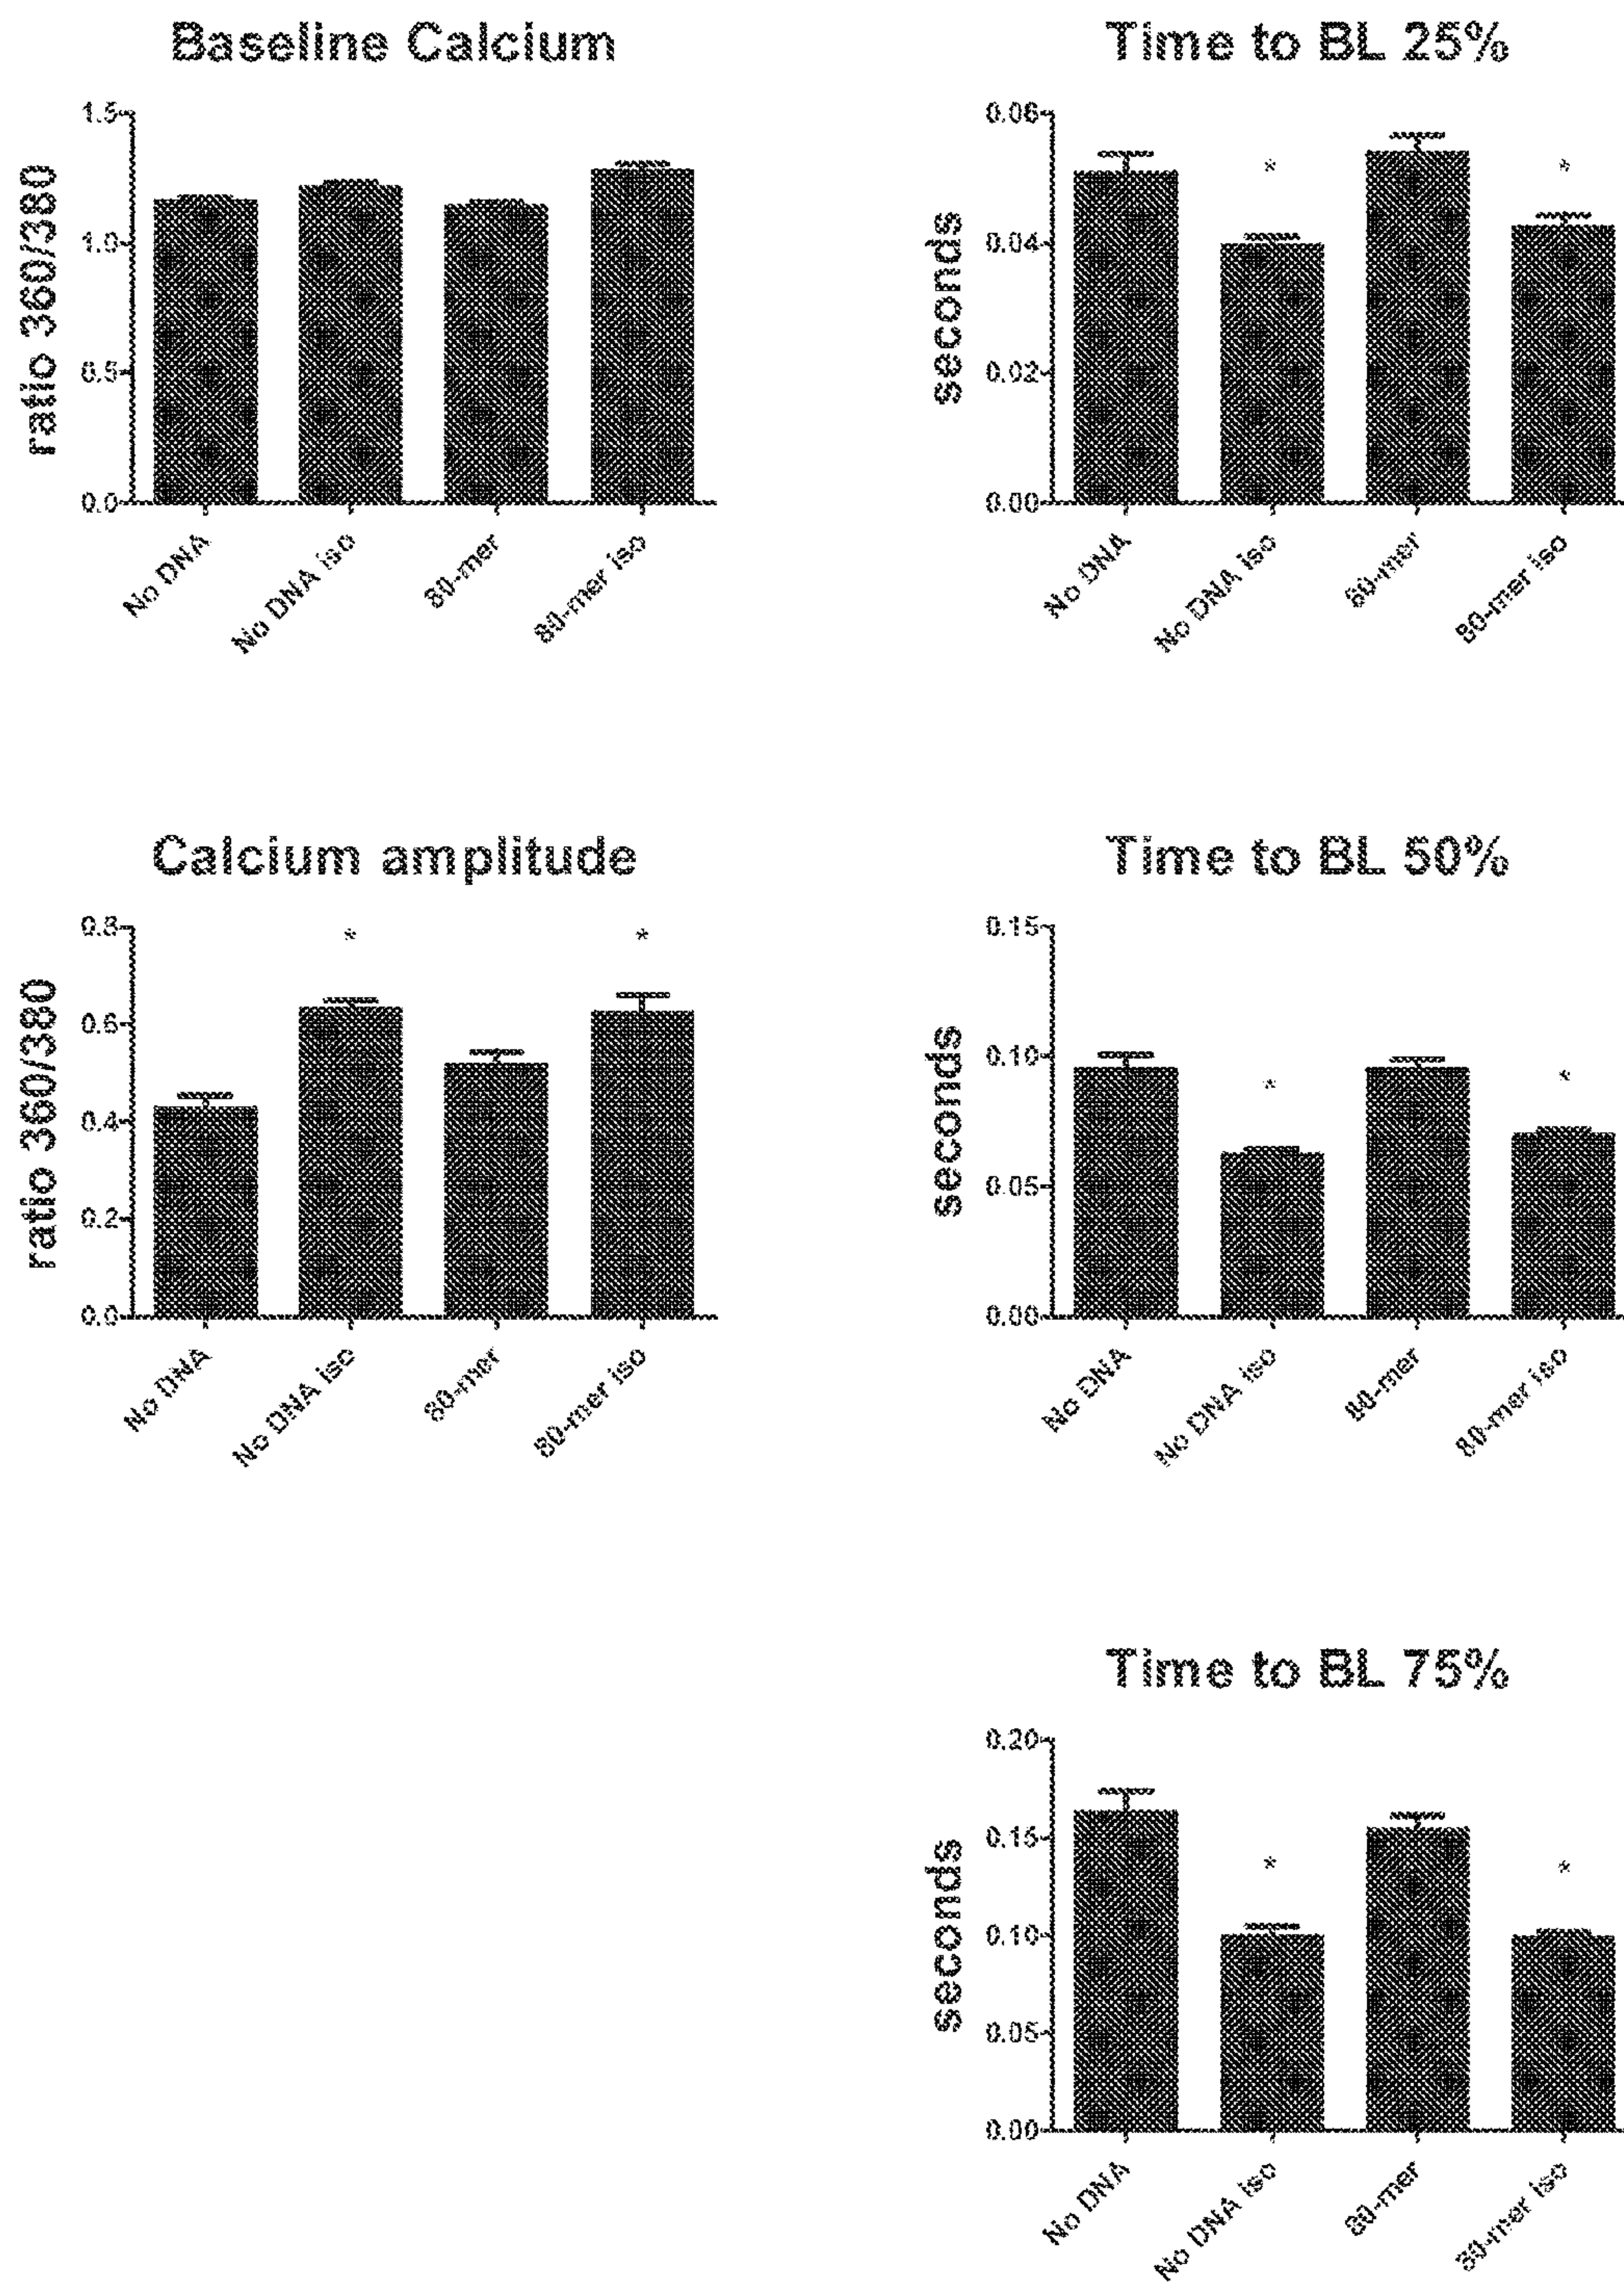 Baseline Calcium
ratio 360/380
1.5
1.0
0.5
0.0
No DNA
No DNA iso
80-mer
80-mer iso
Time to BL 25%
seconds
0.06
0.04
0.02
0.00
No DNA
No DNA iso
80-mer
80-mer iso
Calcium amplitude
ratio 360/380
0.8
*
*
0.6
0.4
0.2
0.0
No DNA
No DNA iso
80-mer
80-mer iso
Time to BL 50%
seconds
0.15
0.10
*
*
0.05
0.00
No DNA
No DNA iso
80-mer
80-mer iso
Time to BL 75%
seconds
0.20
0.15
*
*
0.10
0.05
0.00
No DNA
No DNA iso
80-mer
80-mer iso